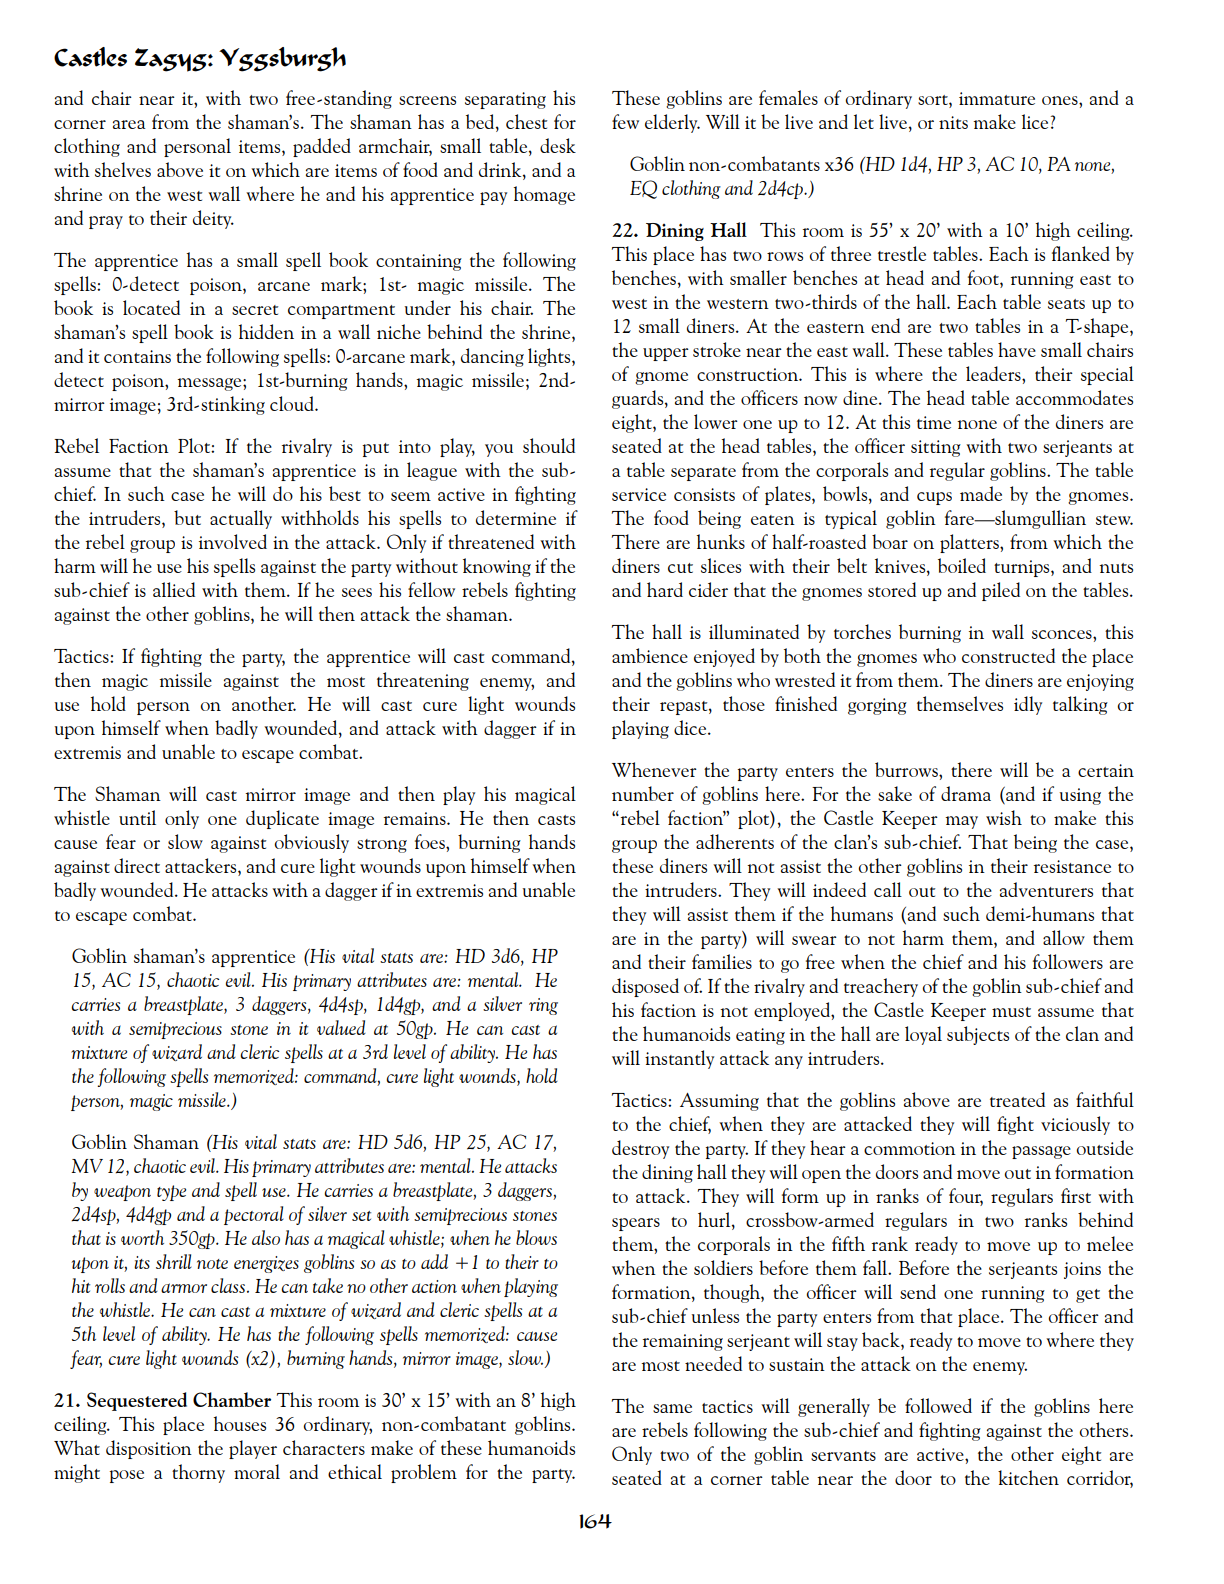 Castles Zagyg: Yggsburgh
and chair near it, with two free-standing screens separating his
corner area from the shaman's. The shaman has a bed, chest for
clothing and personal items, padded armchair, small table, desk
with shelves above it on which are items of food and drink, and a
shrine on the west wall where he and his apprentice pay homage
and pray to their deity.
The apprentice has a small spell book containing the following
spells: 0-detect poison, arcane mark; 1st- magic missile. The
book is located in a secret compartment under his chair. The
shaman's spell book is hidden in a wall niche behind the shrine,
and it contains the following spells: 0-arcane mark, dancing lights,
detect poison, message; 1st-burning hands, magic missile; 2nd-
mirror image; 3rd-stinking cloud.
Rebel Faction Plot: If the rivalry is put into play, you should
assume that the shaman's apprentice is in league with the sub-
chief. In such case he will do his best to seem active in fighting
the intruders, but actually withholds his spells to determine if
the rebel group is involved in the attack. Only if threatened with
harm will he use his spells against the party without knowing if the
sub-chief is allied with them. If he sees his fellow rebels fighting
against the other goblins, he will then attack the shaman.
Tactics: If fighting the party, the apprentice will cast command,
then magic missile against the most threatening enemy, and
use hold person on another. He will cast cure light wounds
upon himself when badly wounded, and attack with dagger if in
extremis and unable to escape combat.
The Shaman will cast mirror image and then play his magical
whistle until only one duplicate image remains. He then casts
cause fear or slow against obviously strong foes, burning hands
against direct attackers, and cure light wounds upon himself when
badly wounded. He attacks with a dagger if in extremis and unable
to escape combat.
Goblin shaman's apprentice (His vital stats are: HD 3d6, HP
15, AC 15, chaotic evil. His primary attributes are: mental. He
carries a breastplate, 3 daggers, 4d4sp, 1d4gp, and a silver ring
with a semiprecious stone in it valued at 50gp. He can cast a
mixture of wizard and cleric spells at a 3rd level of ability. He has
the following spells memorized: command, cure light wounds, hold
person, magic missile.)
Goblin Shaman (His vital stats are: HD 5d6, HP 25, AC 17,
MV 12, chaotic evil. His primary attributes are: mental. He attacks
by weapon type and spell use. He carries a breastplate, 3 daggers,
2d4sp, 4d4gp and a pectoral of silver set with semiprecious stones
that is worth 350gp. He also has a magical whistle; when he blows
upon it, its shrill note energizes goblins so as to add +1 to their to
hit rolls and armor class. He can take no other action when playing
the whistle. He can cast a mixture of wizard and cleric spells at a
5th level of ability. He has the following spells memorized: cause
fear, cure light wounds (x2), burning hands, mirror image, slow.)
21. Sequestered Chamber This room is 30' x 15' with an 8' high
ceiling. This place houses 36 ordinary, non-combatant goblins.
What disposition the player characters make of these humanoids
might pose a thorny moral and ethical problem for the party.
These goblins are females of ordinary sort, immature ones, and a
few elderly. Will it be live and let live, or nits make lice?
Goblin non-combatants x36 (HD 1d4, HP 3, AC 10, PA none,
EQ clothing and 2d4cp.)
22. Dining Hall This room is 55' x 20' with a 10' high ceiling.
This place has two rows of three trestle tables. Each is flanked by
benches, with smaller benches at head and foot, running east to
west in the western two-thirds of the hall. Each table seats up to
12 small diners. At the eastern end are two tables in a T-shape,
the upper stroke near the east wall. These tables have small chairs
of gnome construction. This is where the leaders, their special
guards, and the officers now dine. The head table accommodates
eight, the lower one up to 12. At this time none of the diners are
seated at the head tables, the officer sitting with two serjeants at
a table separate from the corporals and regular goblins. The table
service consists of plates, bowls, and cups made by the gnomes.
The food being eaten is typical goblin fare—slumgullian stew.
There are hunks of half-roasted boar on platters, from which the
diners cut slices with their belt knives, boiled turnips, and nuts
and hard cider that the gnomes stored up and piled on the tables.
The hall is illuminated by torches burning in wall sconces, this
ambience enjoyed by both the gnomes who constructed the place
and the goblins who wrested it from them. The diners are enjoying
their repast, those finished gorging themselves idly talking or
playing dice.
Whenever the party enters the burrows, there will be a certain
number of goblins here. For the sake of drama (and if using the
“rebel faction” plot), the Castle Keeper may wish to make this
group the adherents of the clan's sub-chief. That being the case,
these diners will not assist the other goblins in their resistance to
the intruders. They will indeed call out to the adventurers that
they will assist them if the humans (and such demi-humans that
are in the party) will swear to not harm them, and allow them
and their families to go free when the chief and his followers are
disposed of. If the rivalry and treachery of the goblin sub-chief and
his faction is not employed, the Castle Keeper must assume that
the humanoids eating in the hall are loyal subjects of the clan and
will instantly attack any intruders.
Tactics: Assuming that the goblins above are treated as faithful
to the chief, when they are attacked they will fight viciously to
destroy the party. If they hear a commotion in the passage outside
the dining hall they will open the doors and move out in formation
to attack. They will form up in ranks of four, regulars first with
spears to hurl, crossbow-armed regulars in two ranks behind
them, the corporals in the fifth rank ready to move up to melee
when the soldiers before them fall. Before the serjeants joins the
formation, though, the officer will send one running to get the
sub-chief unless the party enters from that place. The officer and
the remaining serjeant will stay back, ready to move to where they
are most needed to sustain the attack on the enemy.
The same tactics will generally be followed if the goblins here
are rebels following the sub-chief and fighting against the others.
Only two of the goblin servants are active, the other eight are
seated at a corner table near the door to the kitchen corridor,
164